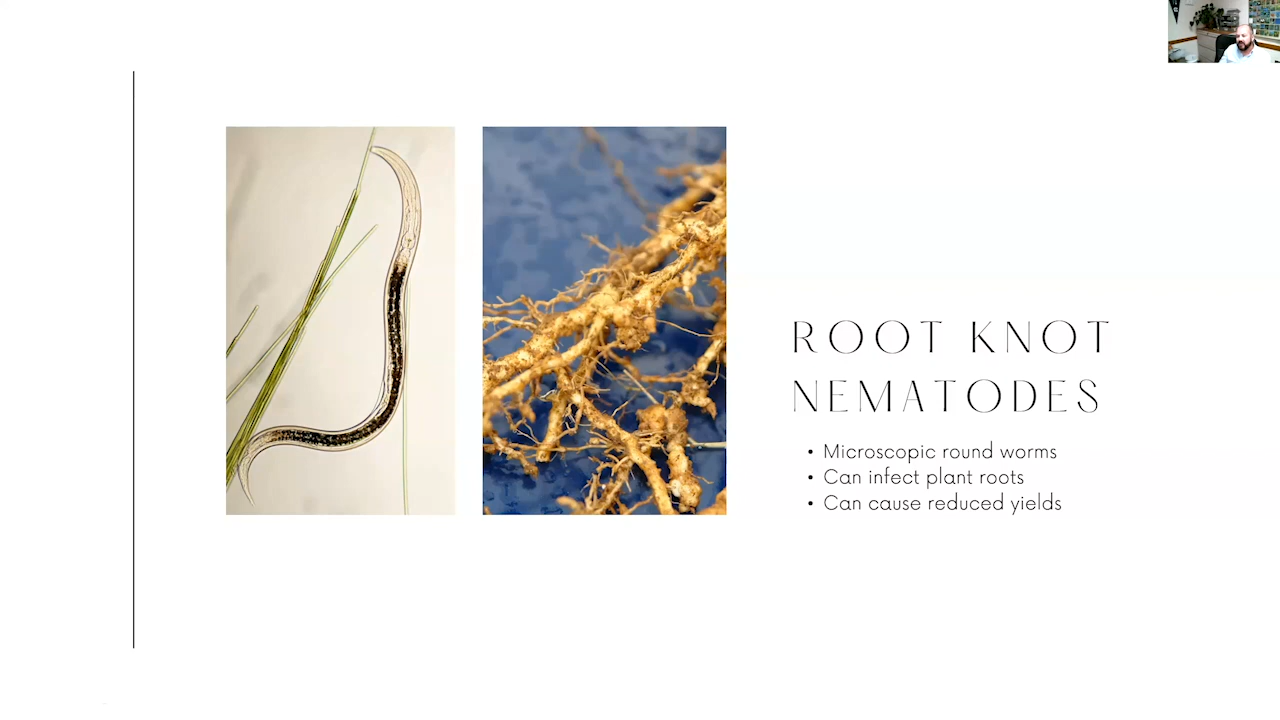 ROOT KNOT
NEMATODES
• Microscopic round worms
• Can infect plant roots
• Can cause reduced yields